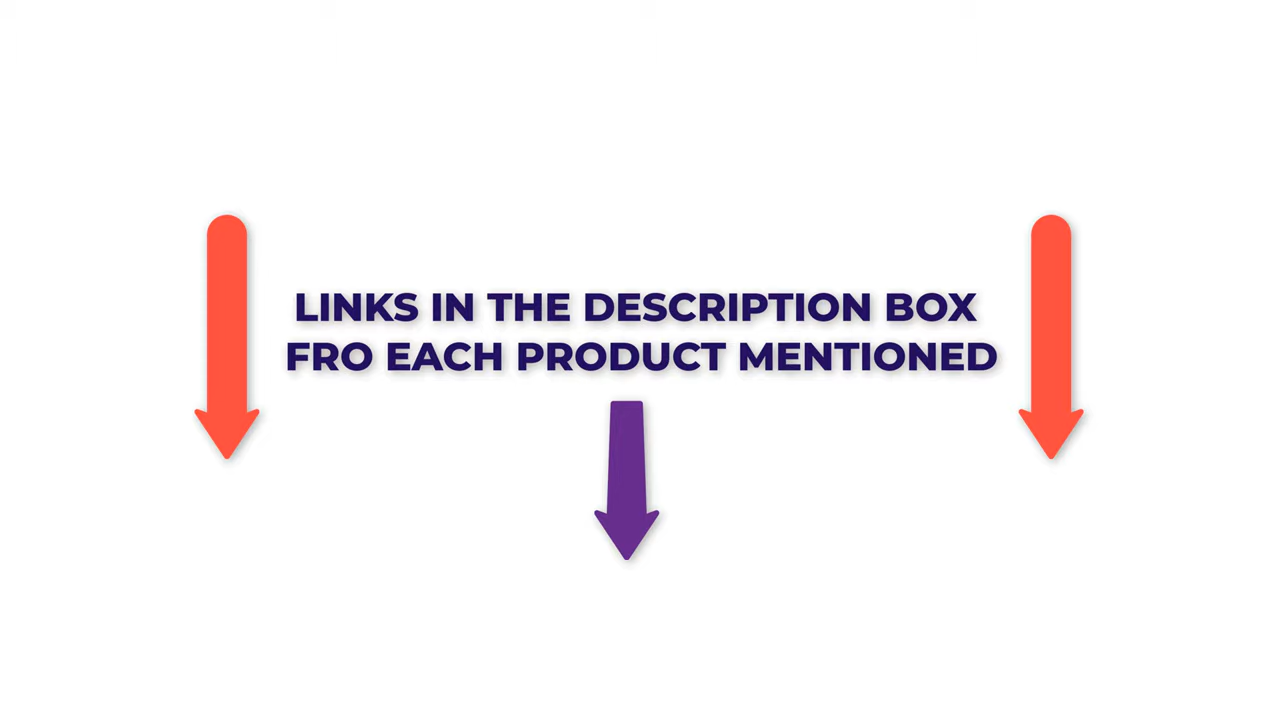 LINKS IN THE DESCRIPTION BOX
FRO EACH PRODUCT MENTIONED